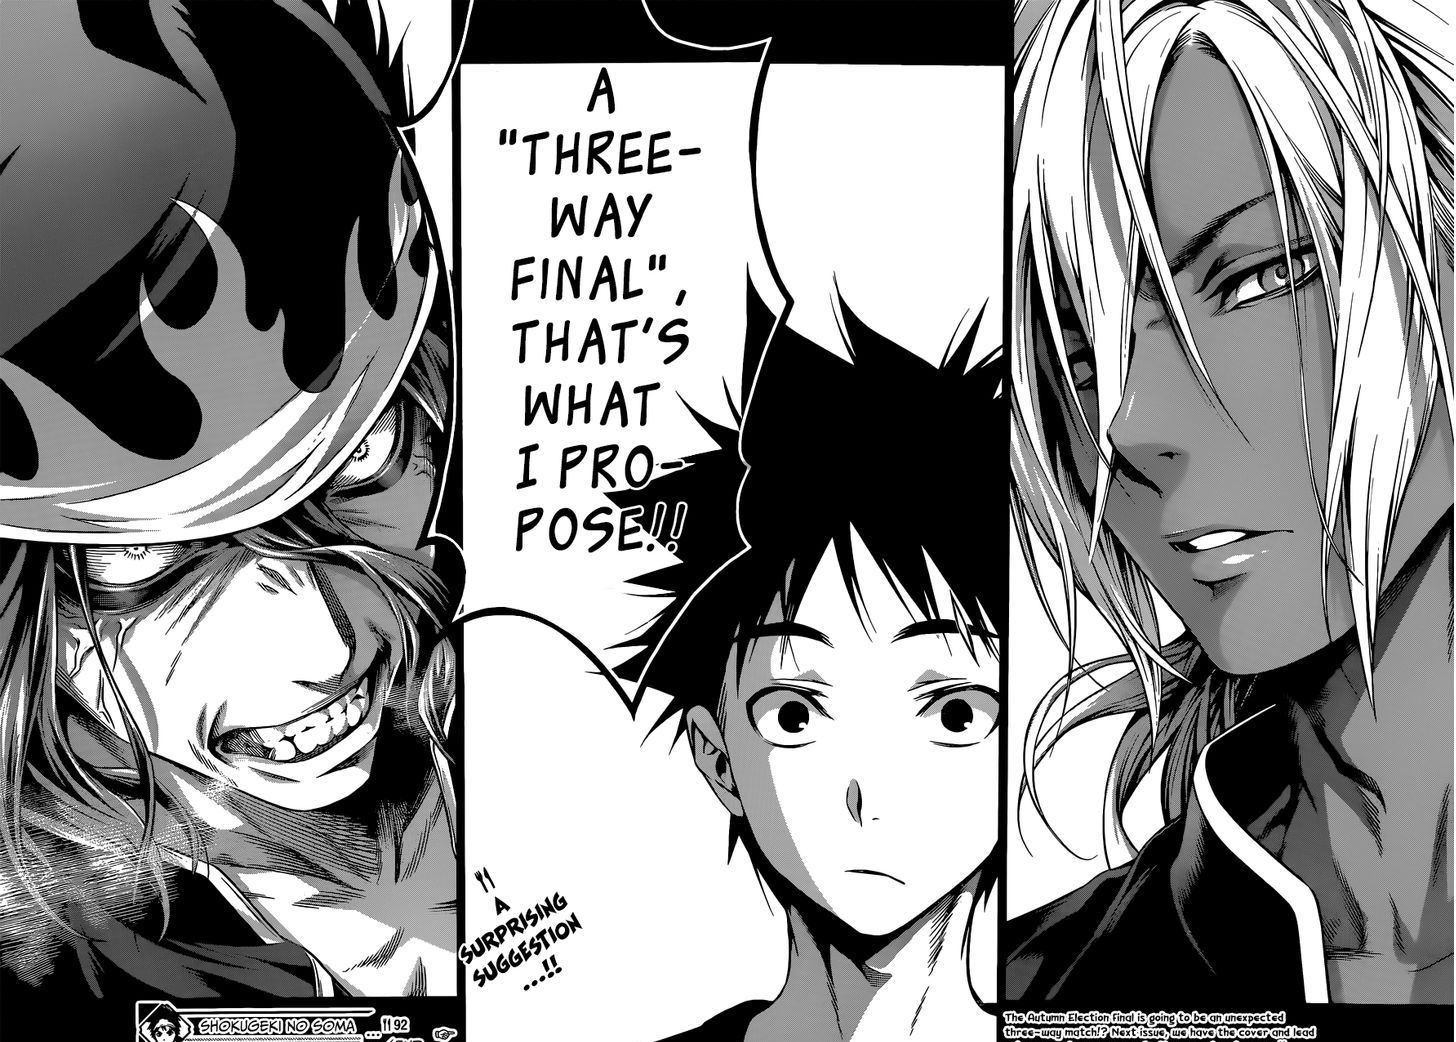 A
"THREE-
WAY
FINAL",
THAT'S
WHAT
I PRO-
POSE!!
A
SURPRISING
SUGGESTION
...!!
SHOKUGEKI NO SOMA
...92
The Autumn Election final is going to be an unexpected
three-way match!? Next issue, we have the cover and lead